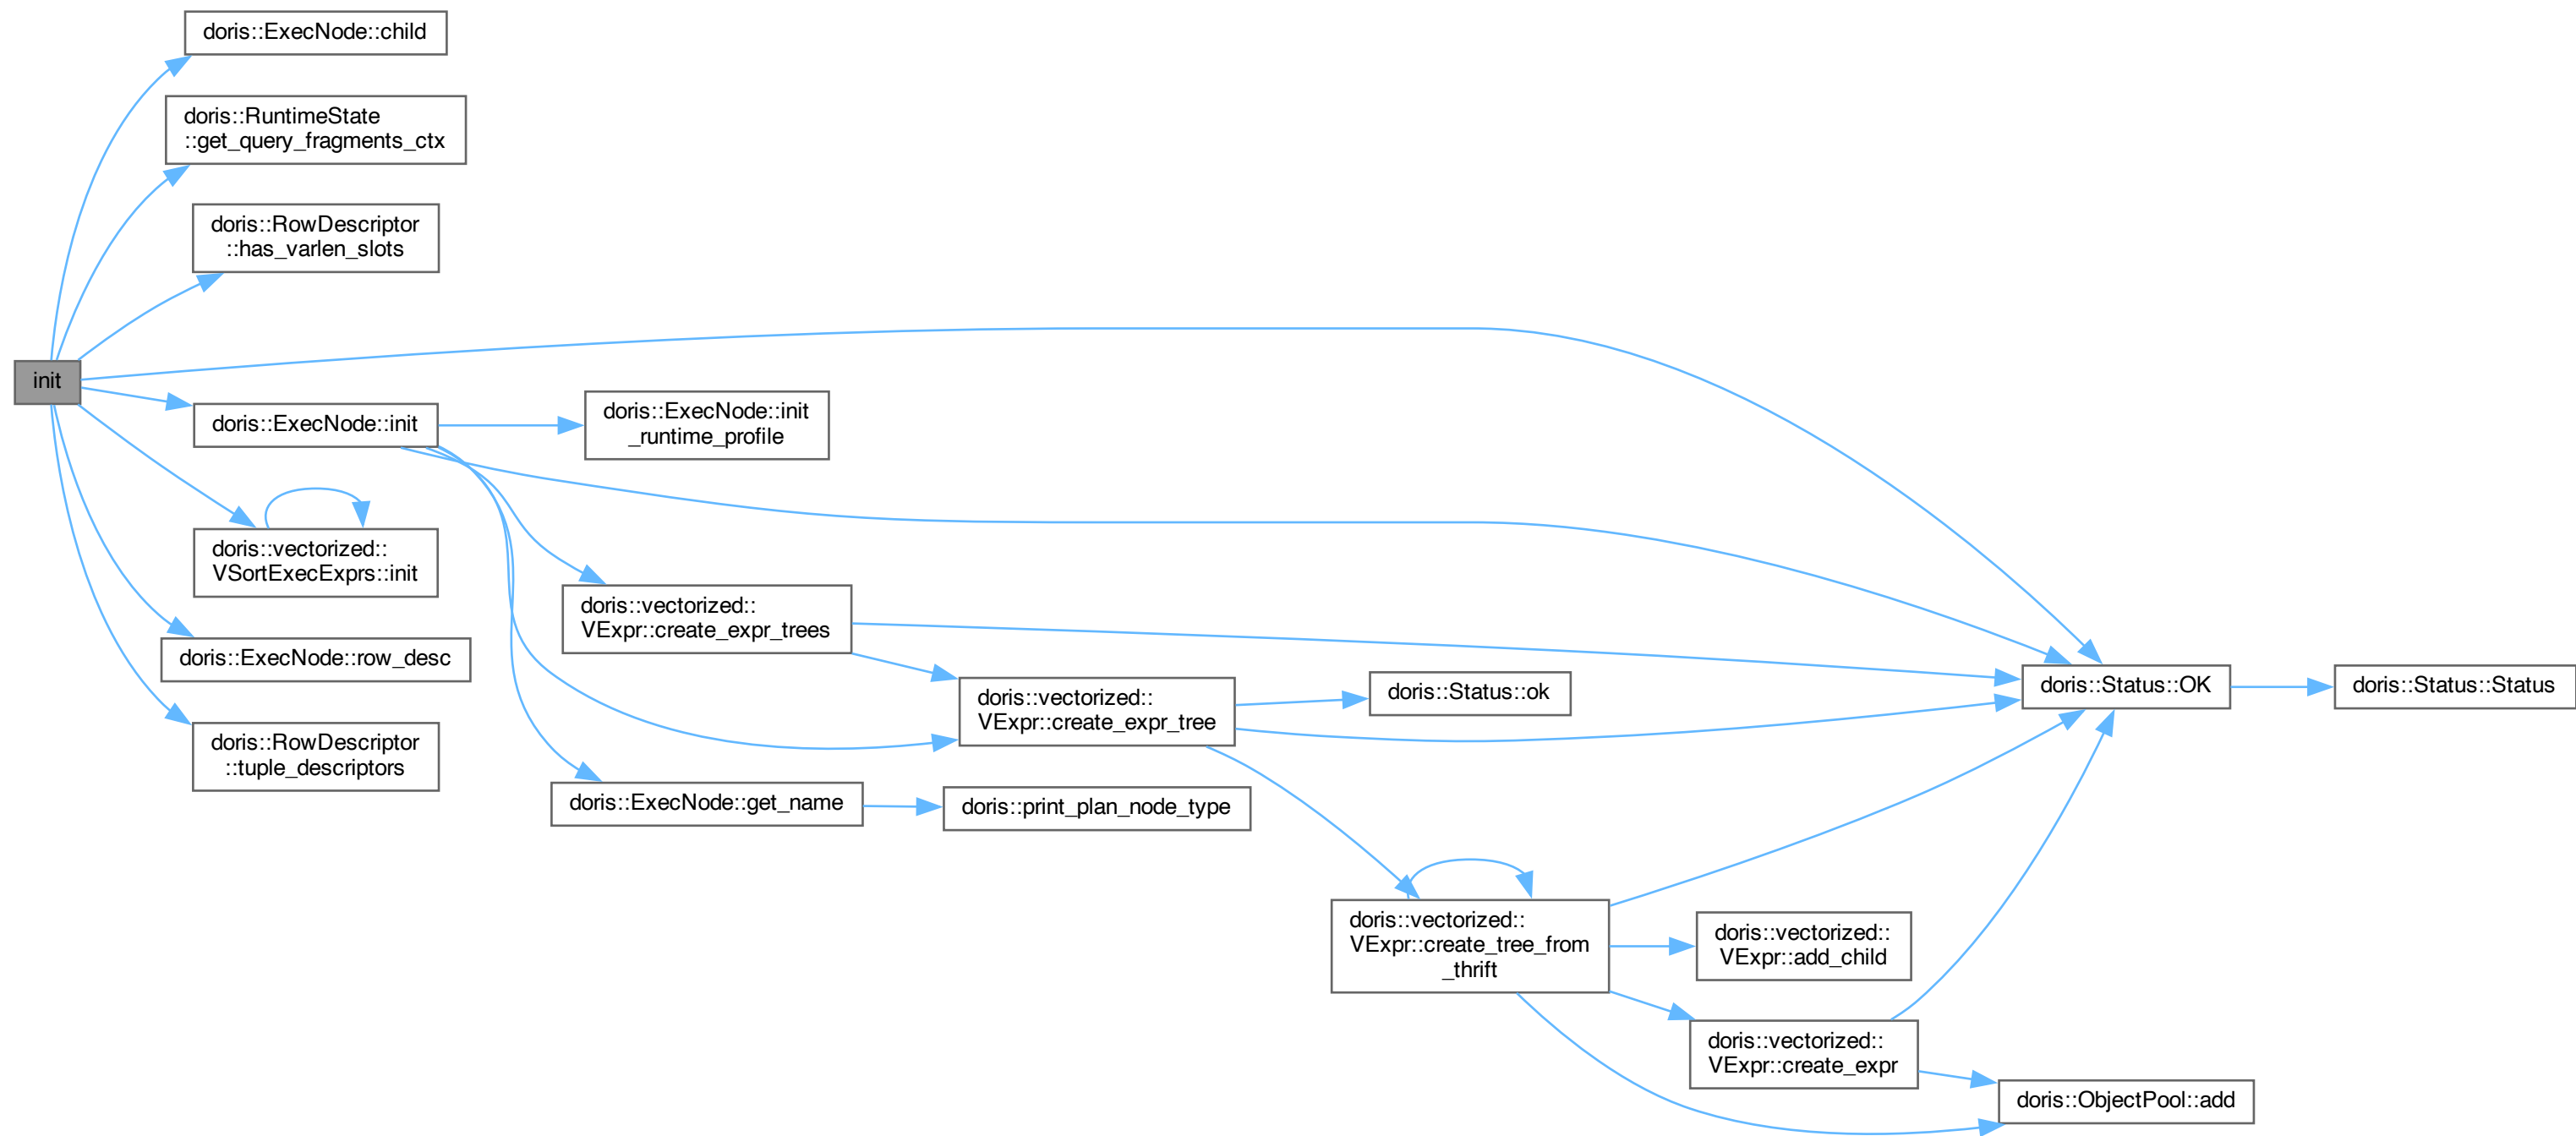 doris::ExecNode::child
doris::RuntimeState
::get_query_fragments_ctx
doris::RowDescriptor
::has_varlen_slots
init
doris::ExecNode::init
doris::ExecNode::init
_runtime_profile
doris::vectorized::
VSortExecExprs::init
doris::vectorized::
VExpr::create_expr_trees
doris::ExecNode::row_desc
doris::vectorized::
VExpr::create_expr_tree
doris::Status::ok
doris::Status::OK
doris::Status::Status
doris::RowDescriptor
::tuple_descriptors
doris::ExecNode::get_name
doris::print_plan_node_type
doris::vectorized::
VExpr::create_tree_from
_thrift
doris::vectorized::
VExpr::add_child
doris::vectorized::
VExpr::create_expr
doris::ObjectPool::add